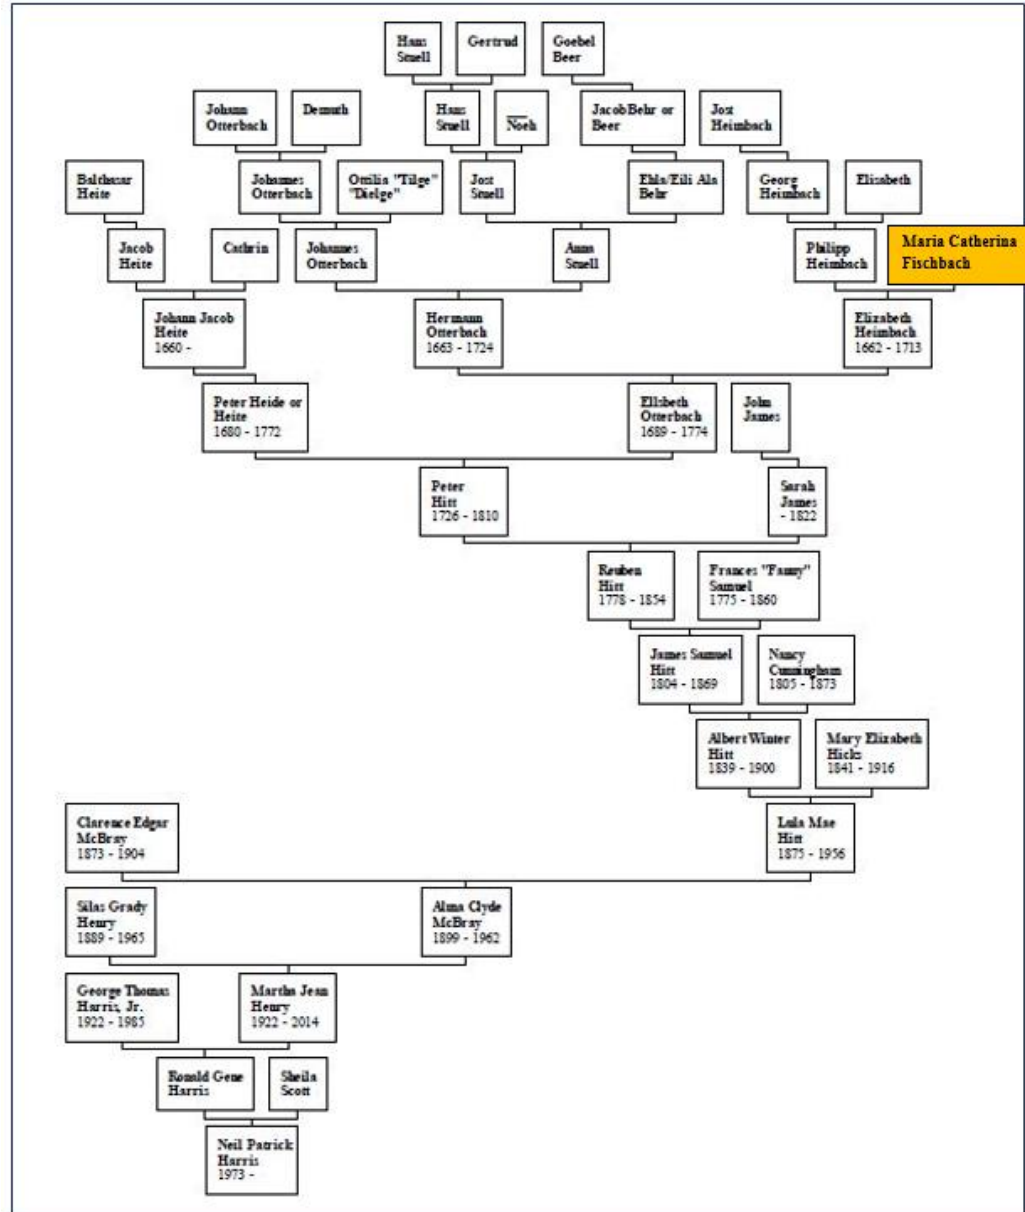 Hans
Stuell
Gertrud
Goebel
Beer
Johann
Otterbach
Demuth
Hans
Stuell
Noeh
Jacob Behr or
Beer
Jost
Heimbach
Balthasar
Heite
Johannes
Otterbach
Ottilia "Tilge"
"Dielge"
Jost
Stuell
Ehla/Eili Ala
Behr
Georg
Heimbach
Elisabeth
Jacob
Heite
Cathrin
Johannes
Otterbach
Anna
Stuell
Philipp
Heimbach
Maria Catherina
Fischbach
Johann Jacob
Heite
1660 -
Hermann
Otterbach
1663 - 1724
Elizabeth
Heimbach
1662 - 1713
Peter Heide or
Heite
1680 - 1772
Elisbeth
Otterbach
1689 - 1774
John
James
Peter
Hitt
1726 - 1810
Sarah
James
- 1822
Reuben
Hitt
1778 - 1854
Frances "Fanny"
Samuel
1775 - 1860
James Samuel
Hitt
1804 - 1869
Nancy
Cunningham
1805 - 1873
Albert Winter
Hitt
1839 - 1900
Mary Elizabeth
Hicks
1841 - 1916
Clarence Edgar
McBray
1873 - 1904
Lula Mae
Hitt
1875 - 1956
Silas Grady
Henry
1889 - 1965
Alma Clyde
McBray
1899 - 1962
George Thomas
Harris, Jr.
1922 - 1985
Martha Jean
Henry
1922 - 2014
Ronald Gene
Harris
Sheila
Scott
Neil Patrick
Harris
1973 -